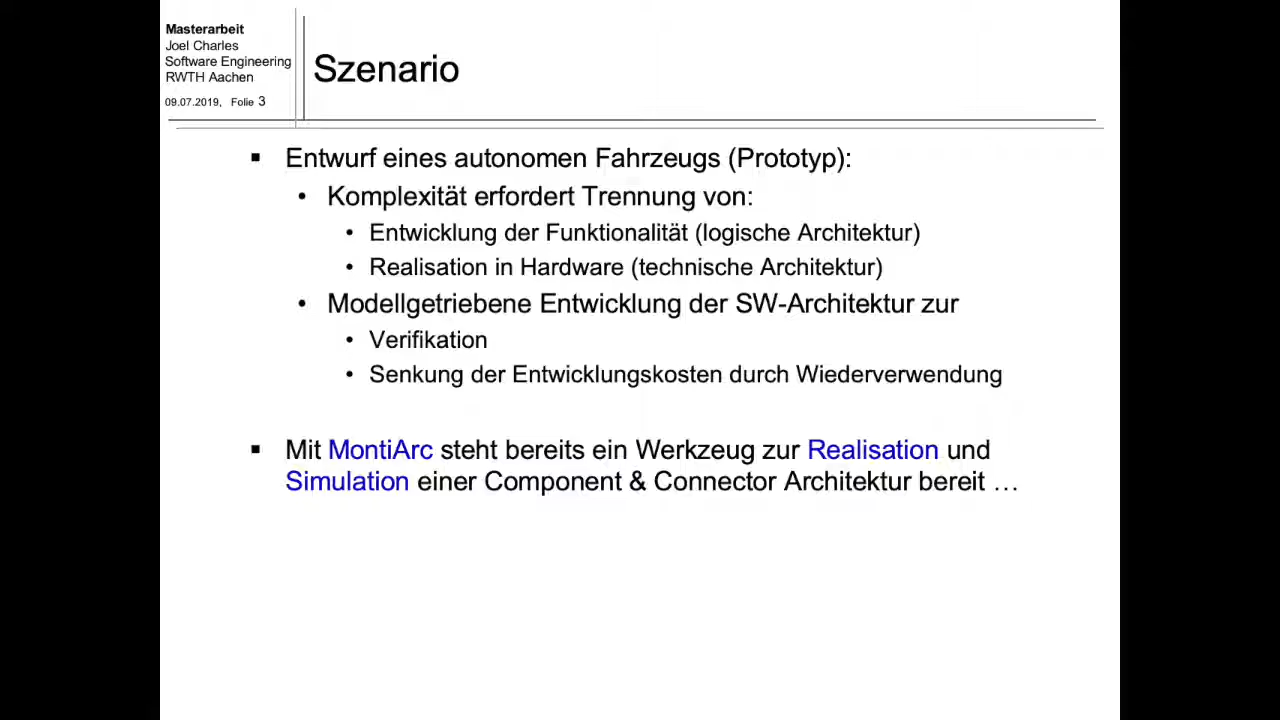 Masterarbeit
Joel Charles
Software Engineering
RWTH Aachen
09.07.2019, Folie 3
Szenario
▪ Entwurf eines autonomen Fahrzeugs (Prototyp):
• Komplexität erfordert Trennung von:
• Entwicklung der Funktionalität (logische Architektur)
• Realisation in Hardware (technische Architektur)
• Modellgetriebene Entwicklung der SW-Architektur zur
• Verifikation
• Senkung der Entwicklungskosten durch Wiederverwendung
▪ Mit MontiArc steht bereits ein Werkzeug zur Realisation und
Simulation einer Component & Connector Architektur bereit …